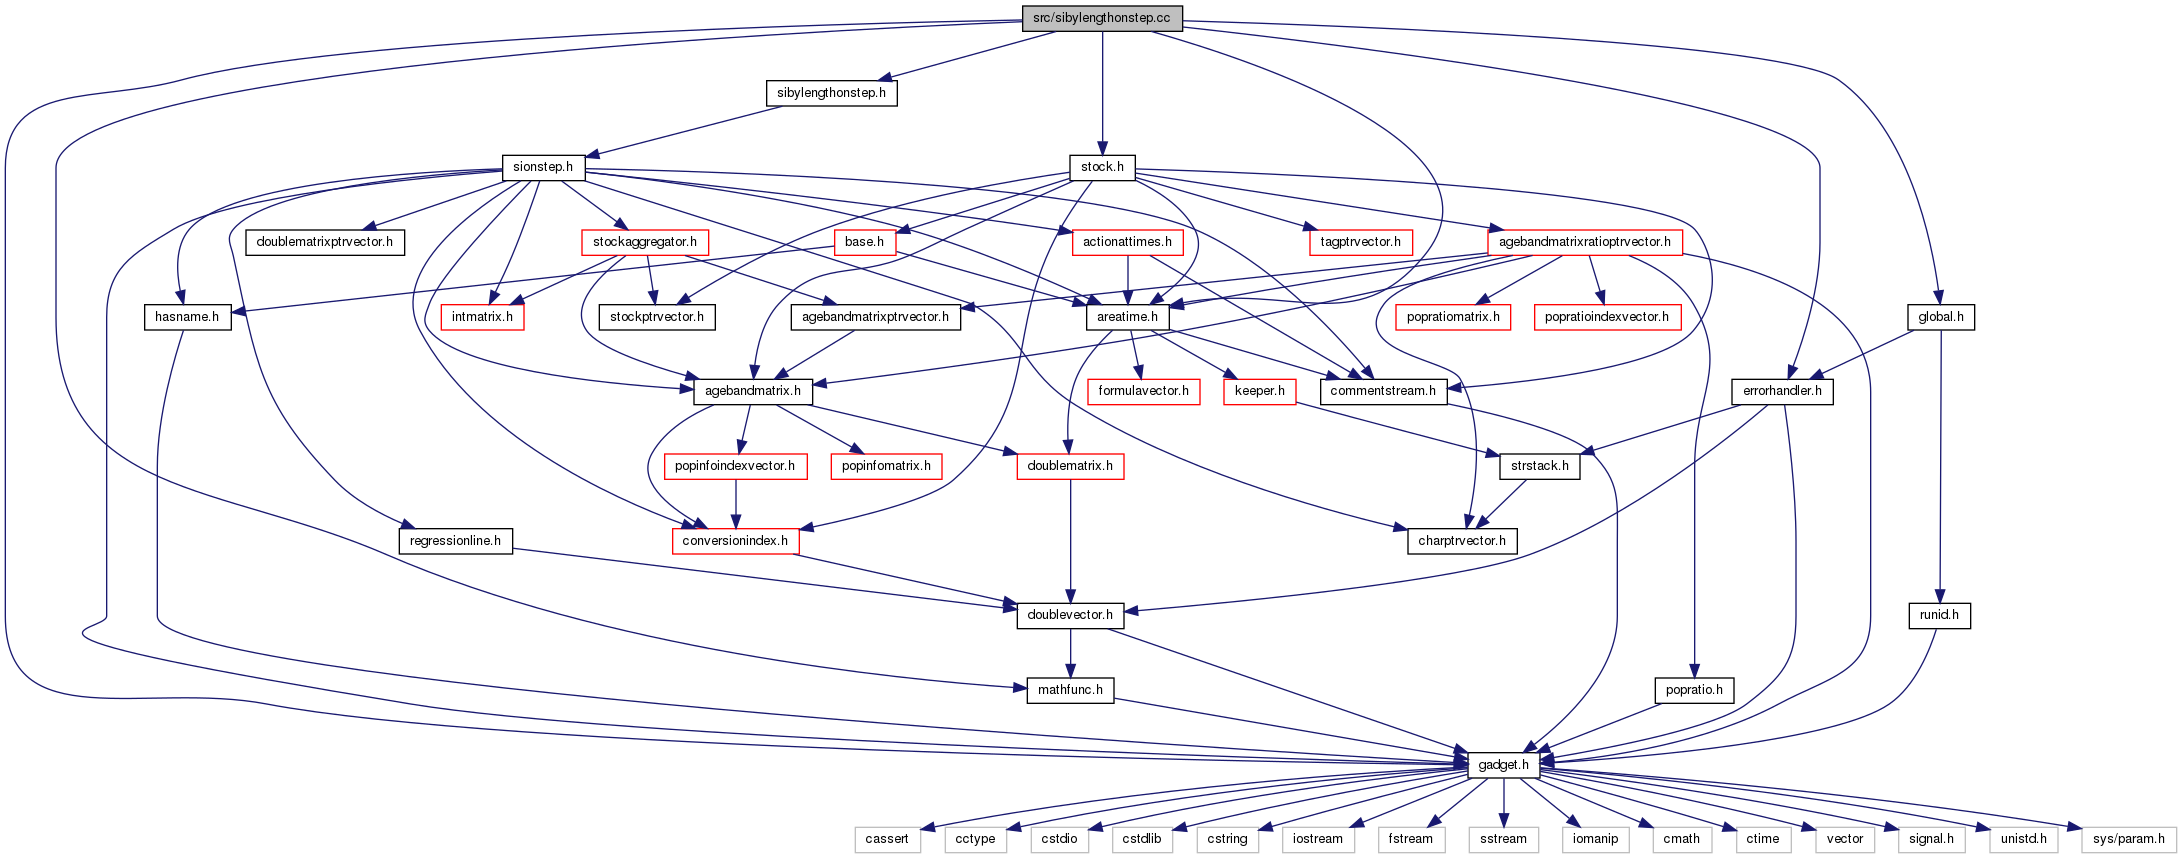 src/sibylengthonstep.cc
sibylengthonstep.h
sionstep.h
stock.h
doublematrixptrvector.h
stockaggregator.h
base.h
actionattimes.h
tagptrvector.h
agebandmatrixratioptrvector.h
hasname.h
intmatrix.h
stockptrvector.h
agebandmatrixptrvector.h
areatime.h
popratiomatrix.h
popratioindexvector.h
global.h
agebandmatrix.h
formulavector.h
keeper.h
commentstream.h
errorhandler.h
popinfoindexvector.h
popinfomatrix.h
doublematrix.h
strstack.h
regressionline.h
conversionindex.h
charptrvector.h
doublevector.h
runid.h
mathfunc.h
popratio.h
gadget.h
cassert
cctype
cstdio
cstdlib
cstring
iostream
fstream
sstream
iomanip
cmath
ctime
vector
signal.h
unistd.h
sys/param.h